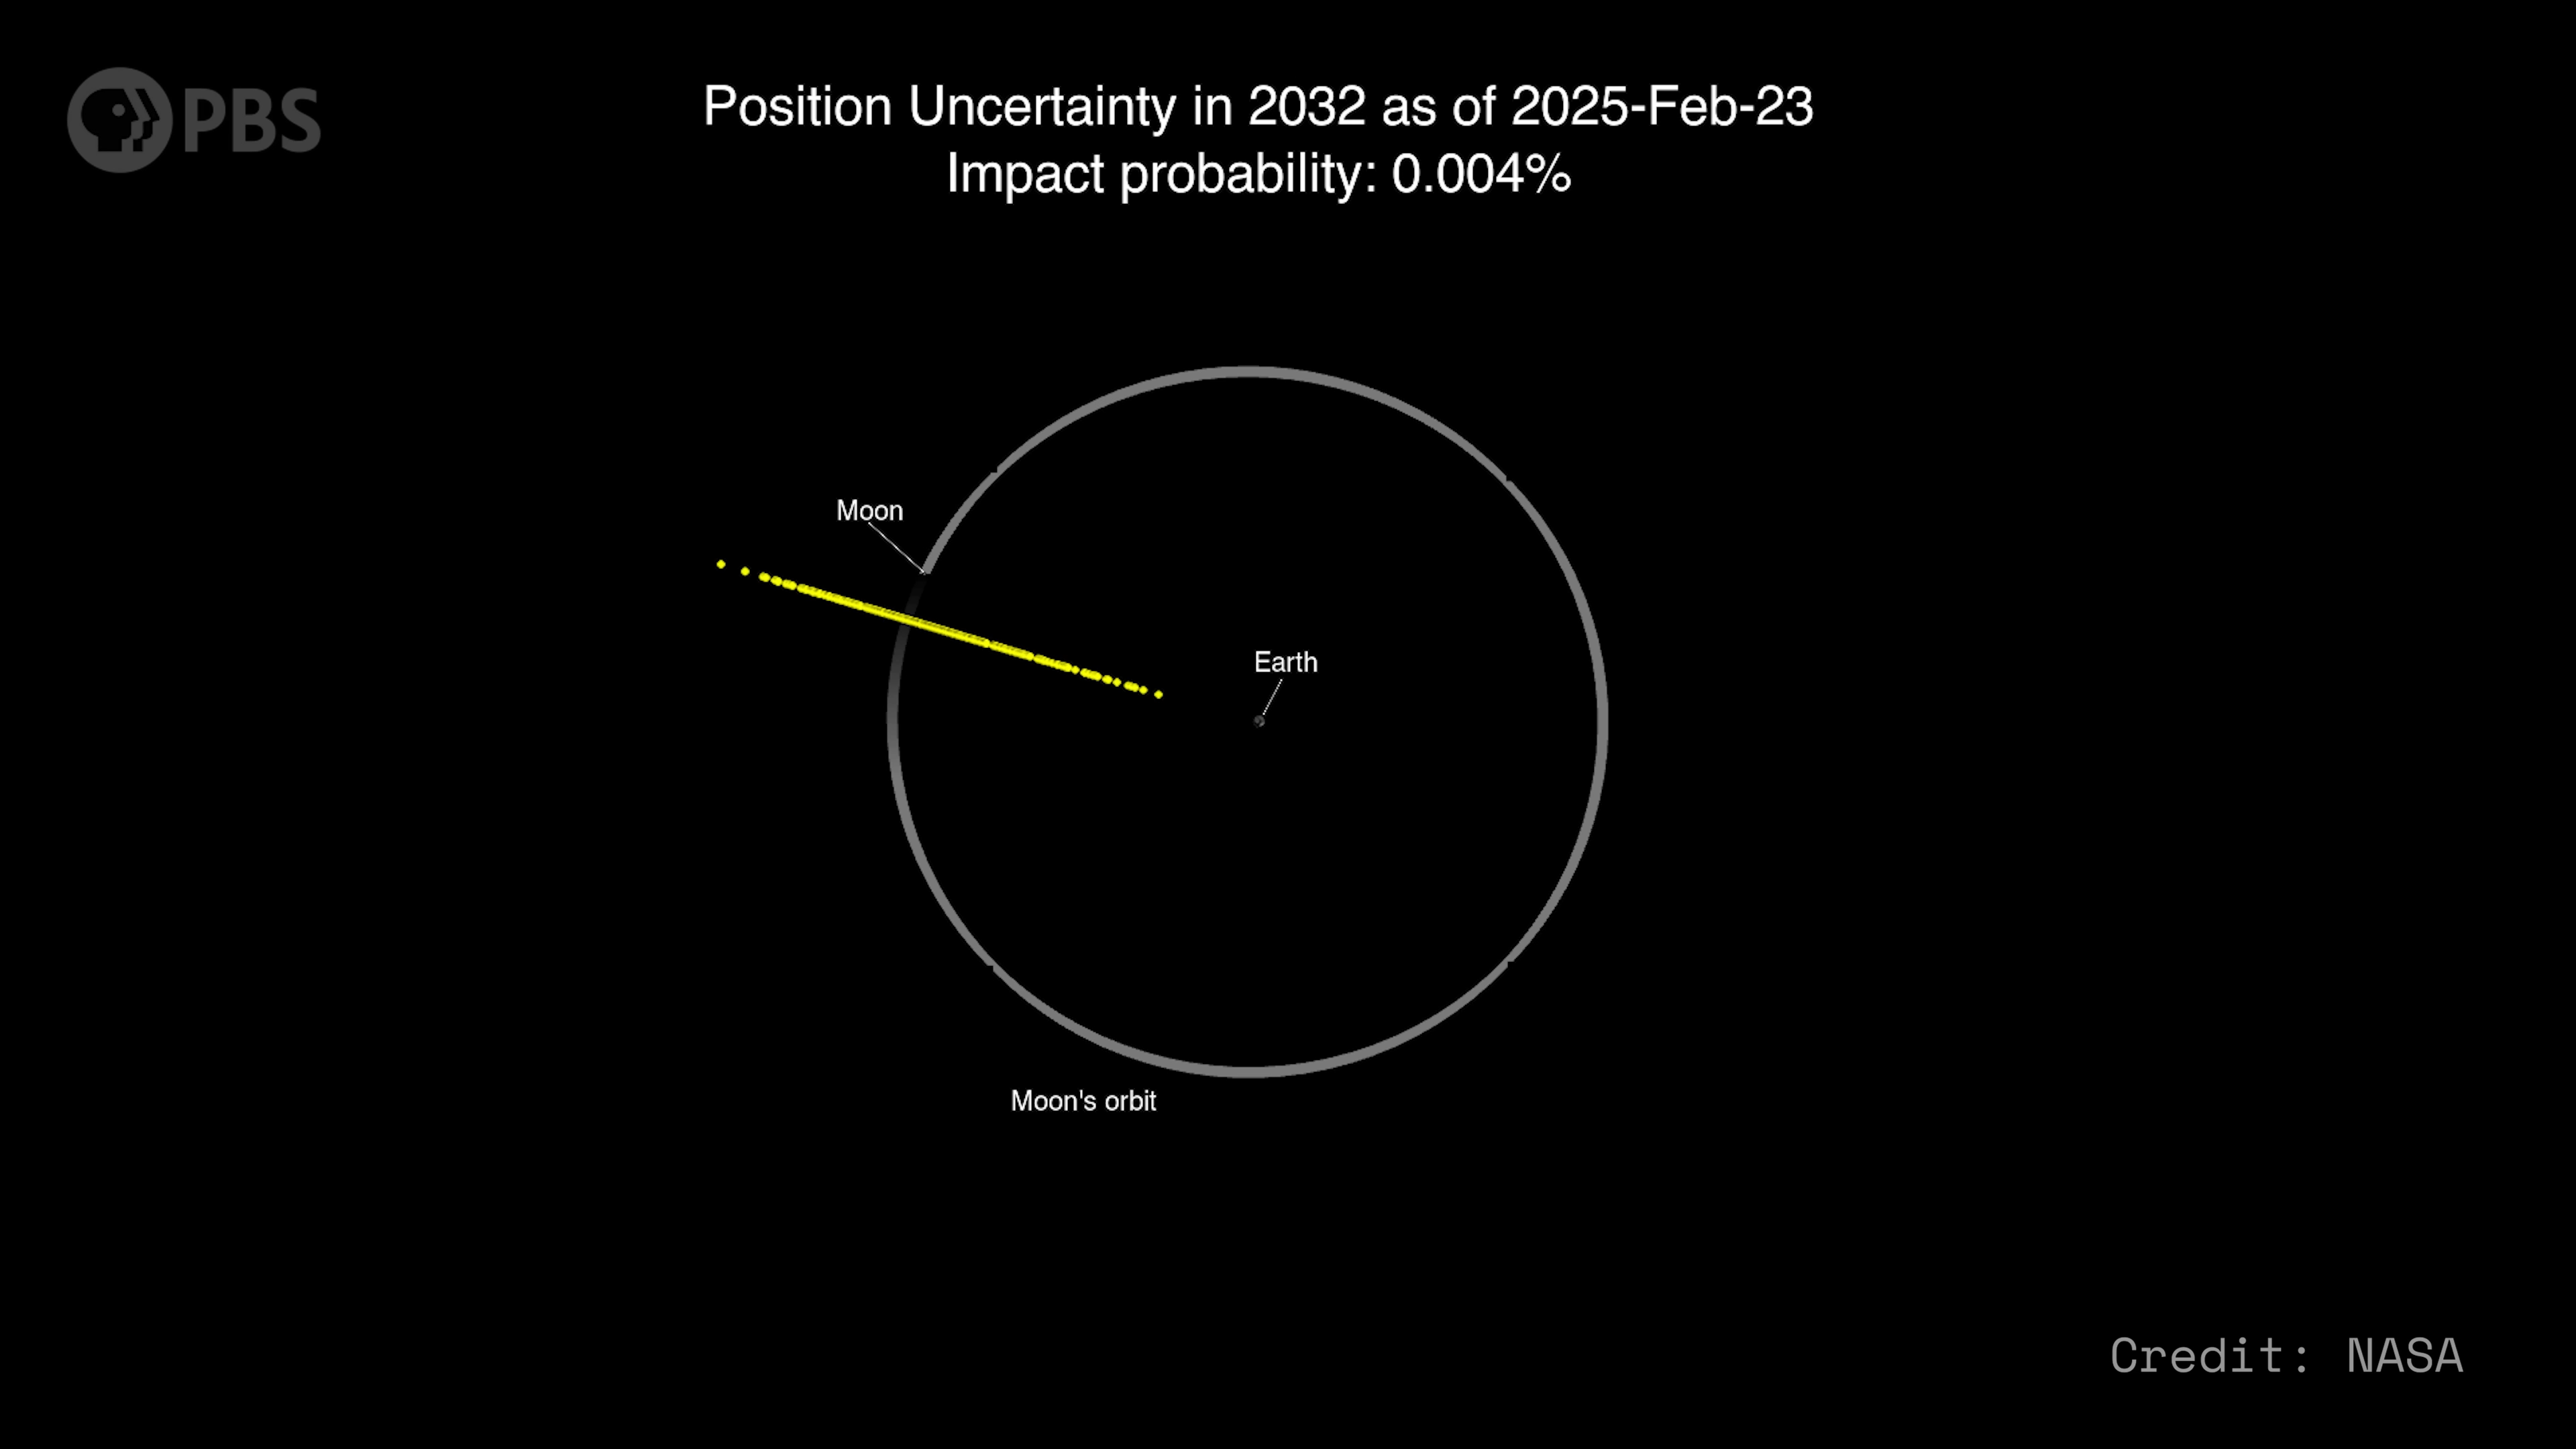 PBS
Position Uncertainty in 2032 as of 2025-Feb-23
Impact probability: 0.004%
Moon
Earth
Moon's orbit
Credit: NASA